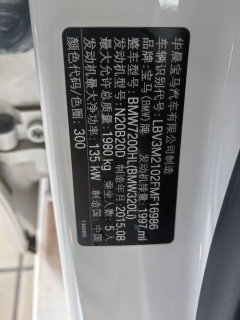 华晨宝马汽车有限公司制造
品牌:宝马(BMW)牌
车辆识别代号:LBV3M2102FMF16986
整车型号:BMW7200HL(BMW320Li)
发动机排量:1997ml
发动机型号:N20B20D
制造年月:2015.08
最大允许总质量:1980 kg
乘坐人数:5 人
发动机最大净功率:135 kW
制造国:中国
颜色代码/色圈:300